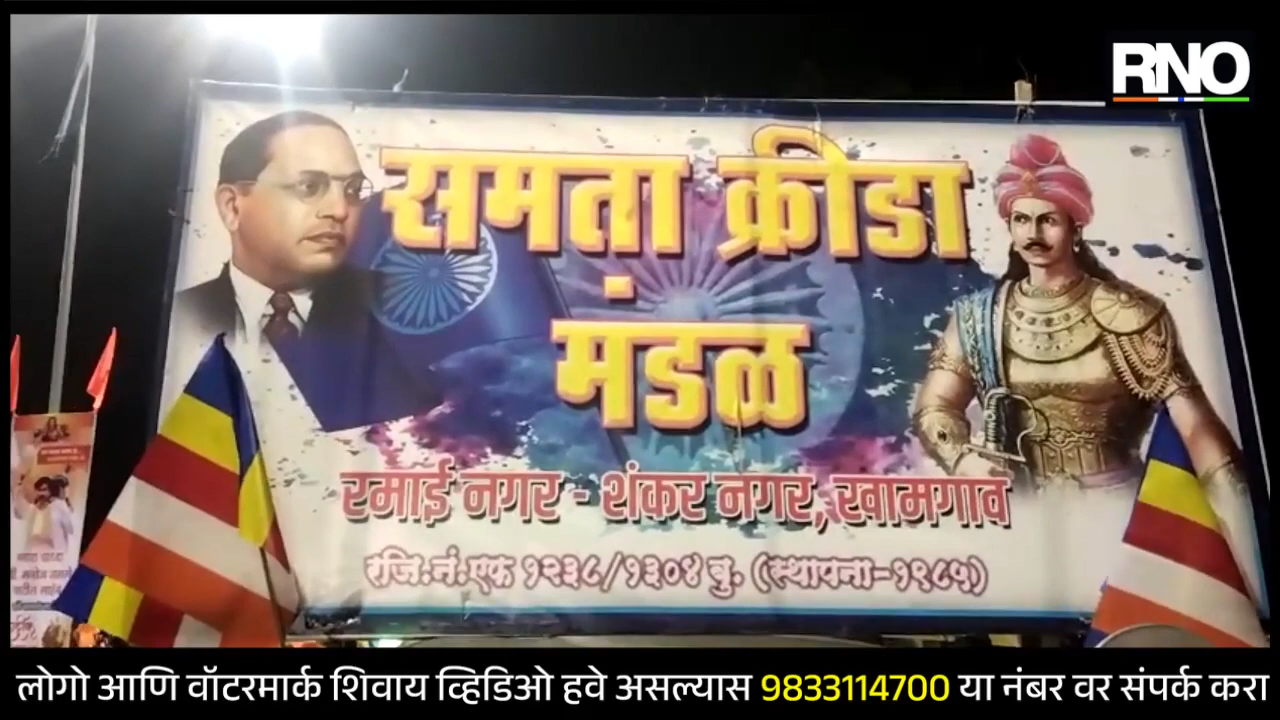 RNO
समता क्रीडा
मंडळ
रमाई नगर - शंकर नगर, खामगाव
रजि.नं.एफ १२३८/१३०४ बु. (स्थापना-१९८५)
लोगो आणि वॉटरमार्क शिवाय व्हिडिओ हवे असल्यास 9833114700 या नंबर वर संपर्क करा